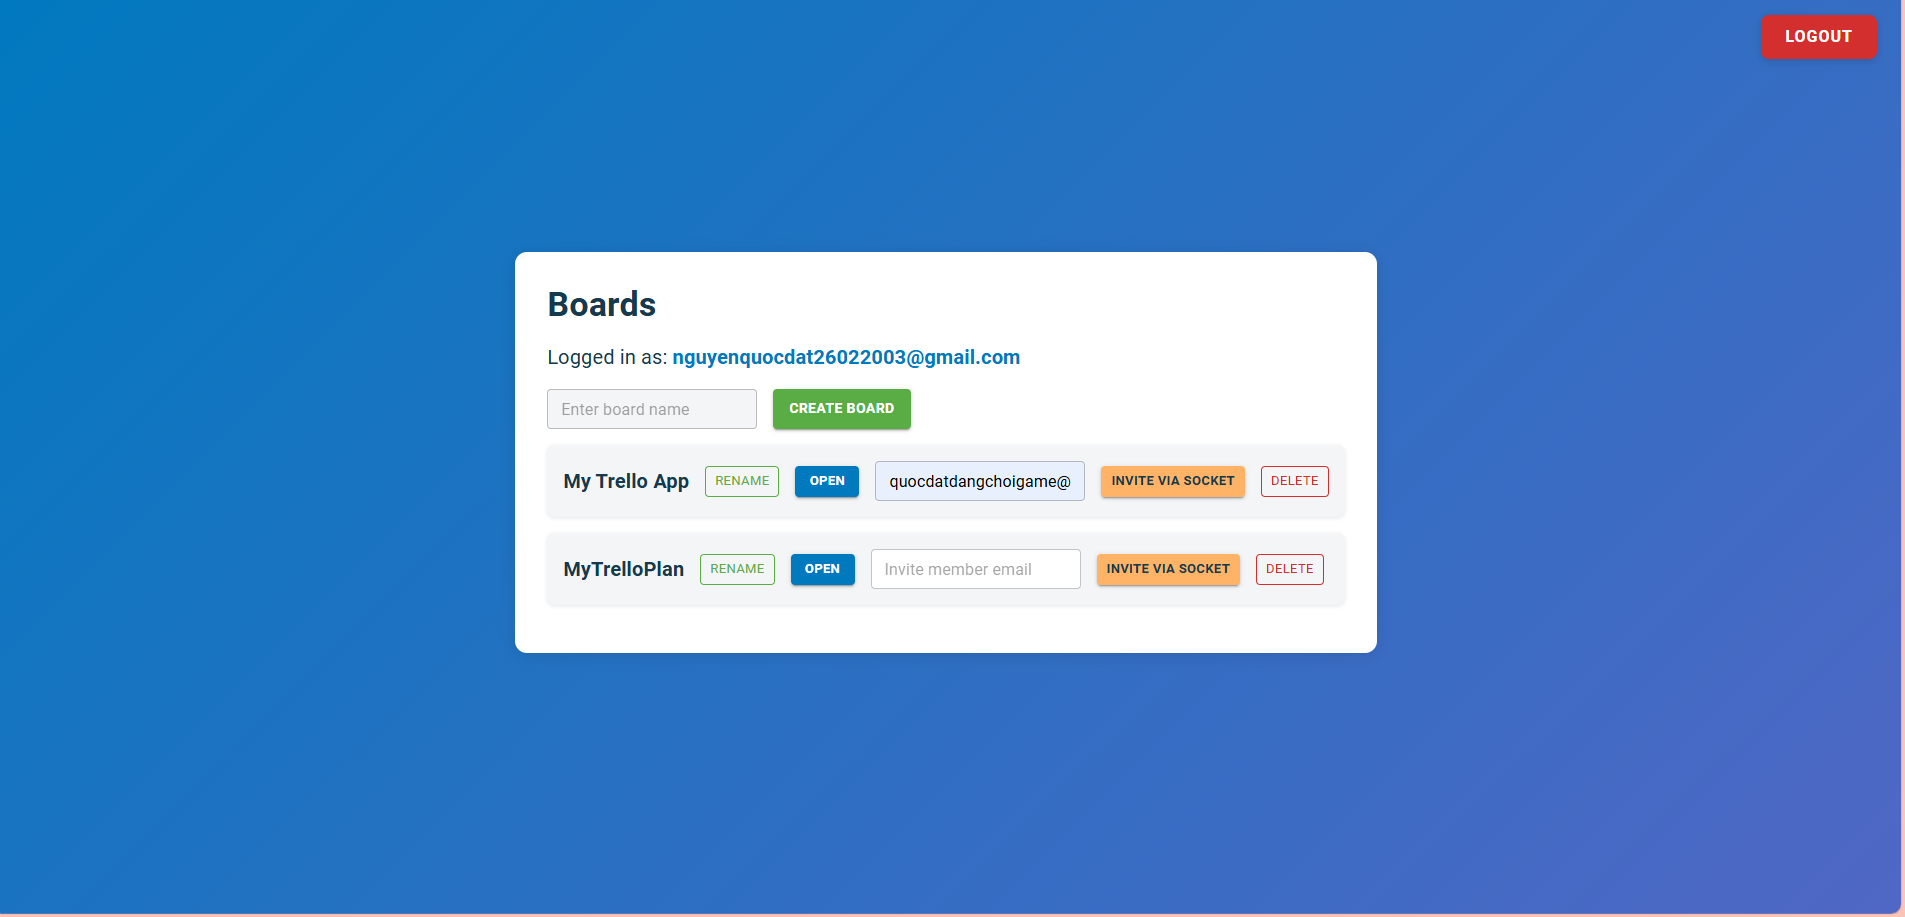 LOGOUT
Boards
Logged in as: nguyenquocdat26022003@gmail.com
Enter board name CREATE BOARD
My Trello App RENAME OPEN quocdatdangchoigame@ INVITE VIA SOCKET DELETE
MyTrelloPlan RENAME OPEN Invite member email INVITE VIA SOCKET DELETE